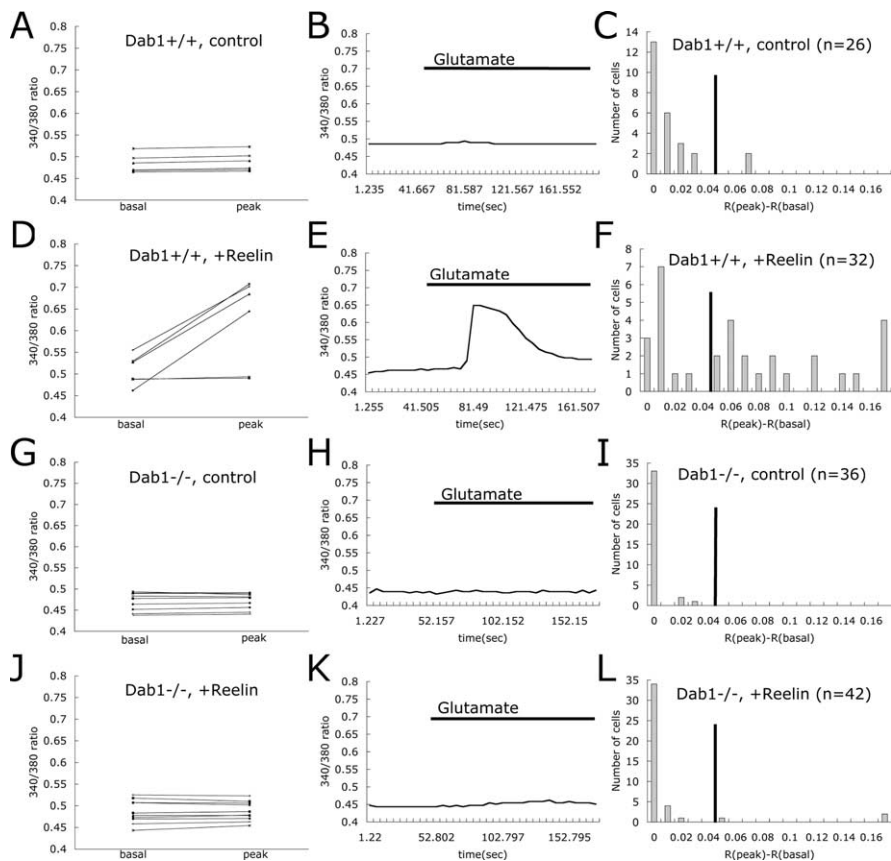 A
Dab1+/+, control
340/380 ratio
0.8
0.75
0.7
0.65
0.6
0.55
0.5
0.45
0.4
basal peak
B
Glutamate
340/380 ratio
0.8
0.75
0.7
0.65
0.6
0.55
0.5
0.45
0.4
1.235 41.667 81.587 121.567 161.552
time(sec)
C
Dab1+/+, control (n=26)
Number of cells
14
12
10
8
6
4
2
0
0 0.02 0.04 0.06 0.08 0.1 0.12 0.14 0.16
R(peak)-R(basal)
D
Dab1+/+, +Reelin
340/380 ratio
0.8
0.75
0.7
0.65
0.6
0.55
0.5
0.45
0.4
basal peak
E
Glutamate
340/380 ratio
0.8
0.75
0.7
0.65
0.6
0.55
0.5
0.45
0.4
1.255 41.505 81.49 121.475 161.507
time(sec)
F
Dab1+/+, +Reelin (n=32)
Number of cells
8
7
6
5
4
3
2
1
0
0 0.02 0.04 0.06 0.08 0.1 0.12 0.14 0.16
R(peak)-R(basal)
G
Dab1-/-, control
340/380 ratio
0.8
0.75
0.7
0.65
0.6
0.55
0.5
0.45
0.4
basal peak
H
Glutamate
340/380 ratio
0.8
0.75
0.7
0.65
0.6
0.55
0.5
0.45
0.4
1.227 52.157 102.152 152.15
time(sec)
I
Dab1-/-, control (n=36)
Number of cells
35
30
25
20
15
10
5
0
0 0.02 0.04 0.06 0.08 0.1 0.12 0.14 0.16
R(peak)-R(basal)
J
Dab1-/-, +Reelin
340/380 ratio
0.8
0.75
0.7
0.65
0.6
0.55
0.5
0.45
0.4
basal peak
K
Glutamate
340/380 ratio
0.8
0.75
0.7
0.65
0.6
0.55
0.5
0.45
0.4
1.22 52.802 102.797 152.795
time(sec)
L
Dab1-/-, +Reelin (n=42)
Number of cells
35
30
25
20
15
10
5
0
0 0.02 0.04 0.06 0.08 0.1 0.12 0.14 0.16
R(peak)-R(basal)